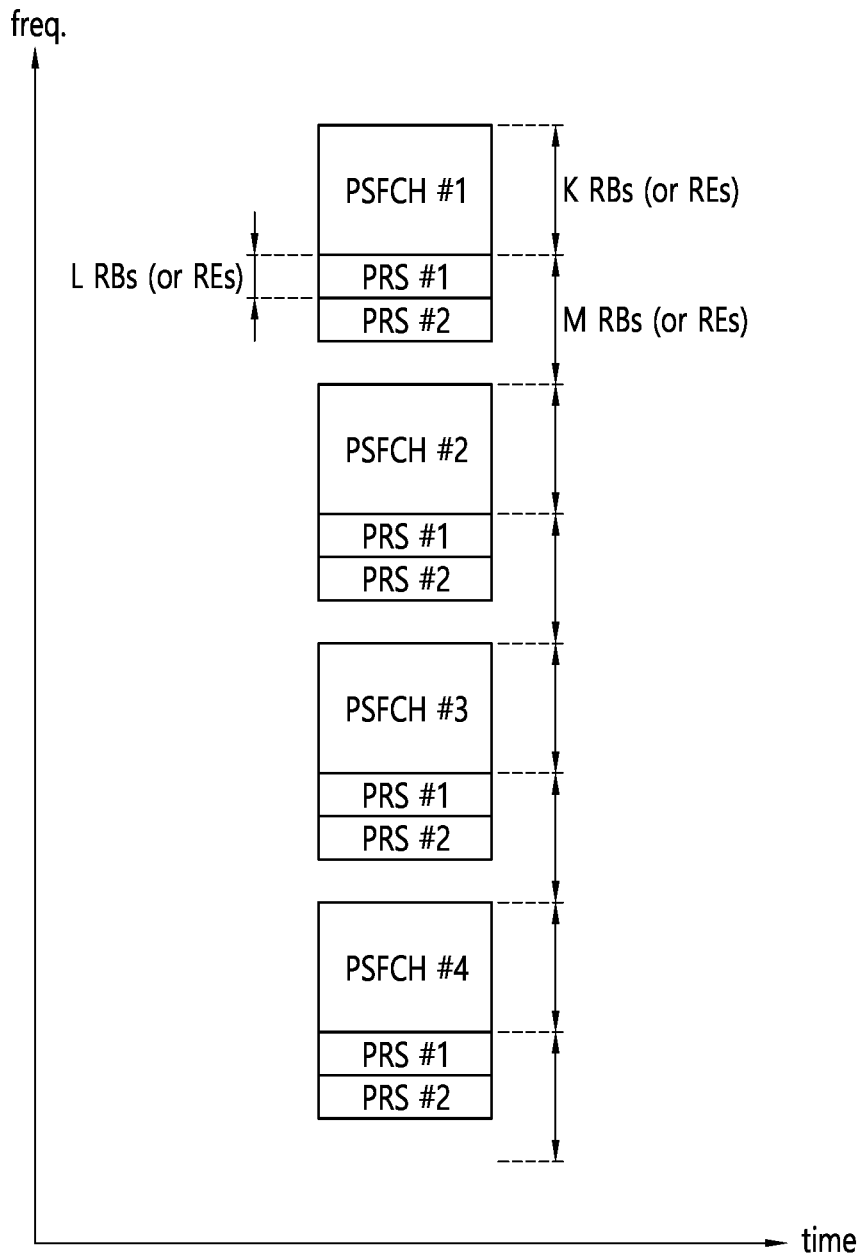 freq.
PSFCH #1
K RBs (or REs)
L RBs (or REs)
PRS #1
PRS #2
M RBs (or REs)
PSFCH #2
PRS #1
PRS #2
PSFCH #3
PRS #1
PRS #2
PSFCH #4
PRS #1
PRS #2
time